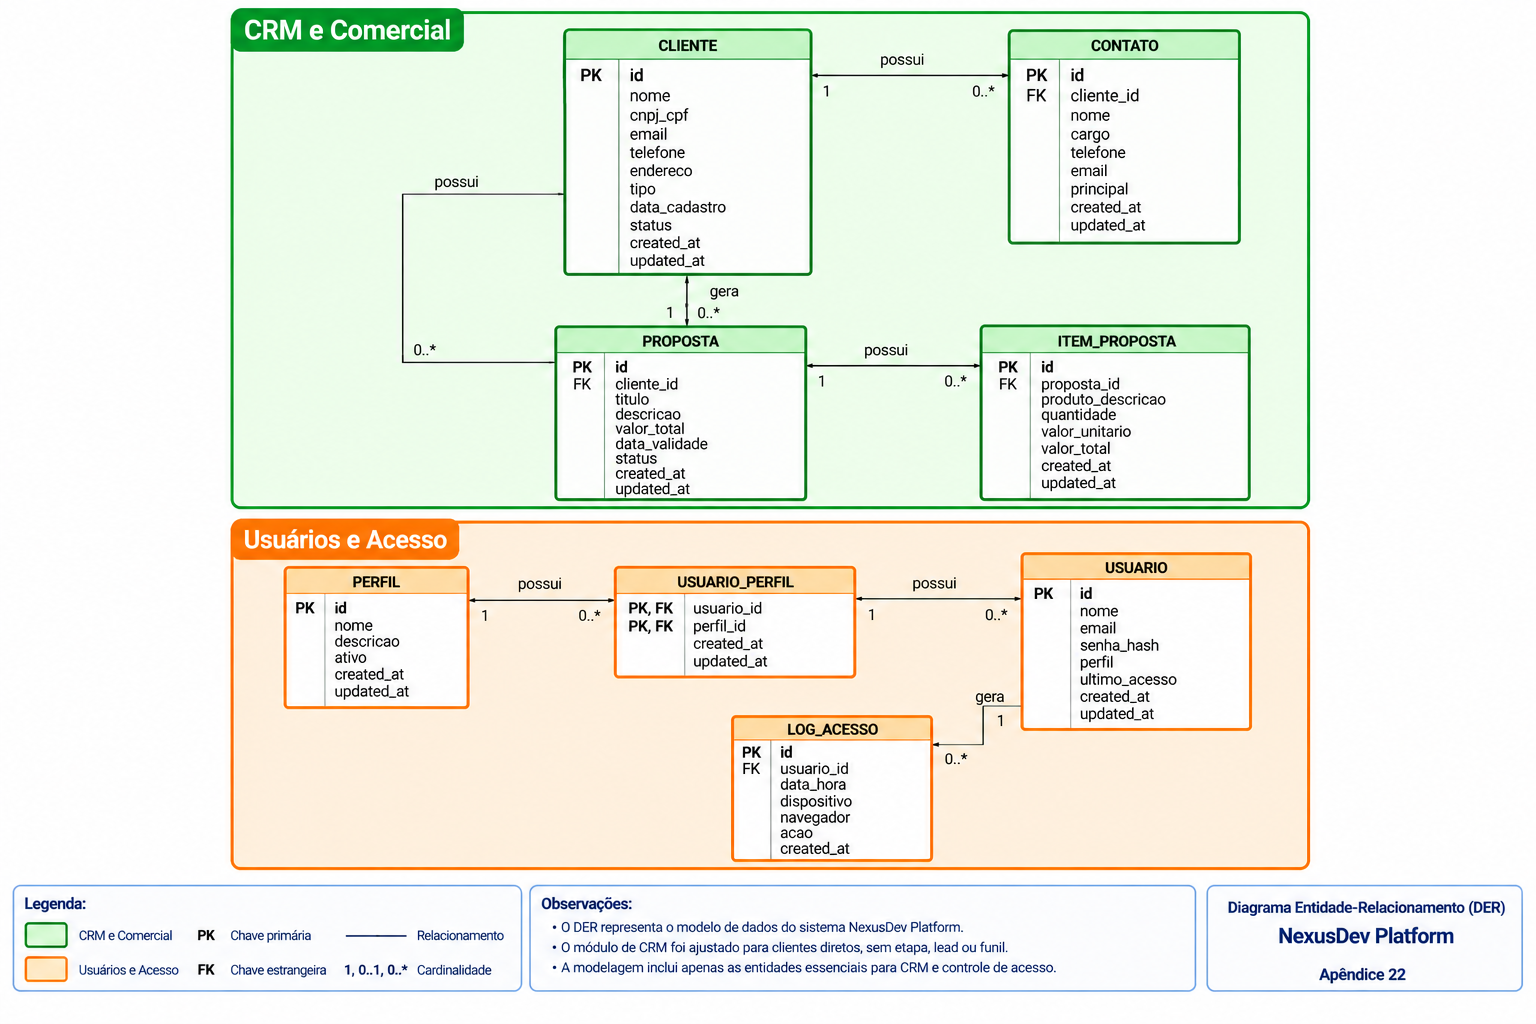 CRM e Comercial
CLIENTE
PK id
nome
cnpj_cpf
email
telefone
endereco
tipo
data_cadastro
status
created_at
updated_at
possui
1 0..*
CONTATO
PK id
FK cliente_id
nome
cargo
telefone
email
principal
created_at
updated_at
possui
0..*
gera
1 0..*
PROPOSTA
PK id
FK cliente_id
titulo
descricao
valor_total
data_validade
status
created_at
updated_at
possui
1 0..*
ITEM_PROPOSTA
PK id
FK proposta_id
produto_descricao
quantidade
valor_unitario
valor_total
created_at
updated_at
Usuários e Acesso
PERFIL
PK id
nome
descricao
ativo
created_at
updated_at
possui
1 0..*
USUARIO_PERFIL
PK, FK usuario_id
PK, FK perfil_id
created_at
updated_at
possui
1 0..*
USUARIO
PK id
nome
email
senha_hash
perfil
ultimo_acesso
created_at
updated_at
gera
1
0..*
LOG_ACESSO
PK id
FK usuario_id
data_hora
dispositivo
navegador
acao
created_at
Legenda:
CRM e Comercial PK Chave primária Relacionamento
Usuários e Acesso FK Chave estrangeira 1, 0..1, 0..* Cardinalidade
Observações:
• O DER representa o modelo de dados do sistema NexusDev Platform.
• O módulo de CRM foi ajustado para clientes diretos, sem etapa, lead ou funil.
• A modelagem inclui apenas as entidades essenciais para CRM e controle de acesso.
Diagrama Entidade-Relacionamento (DER)
NexusDev Platform
Apêndice 22